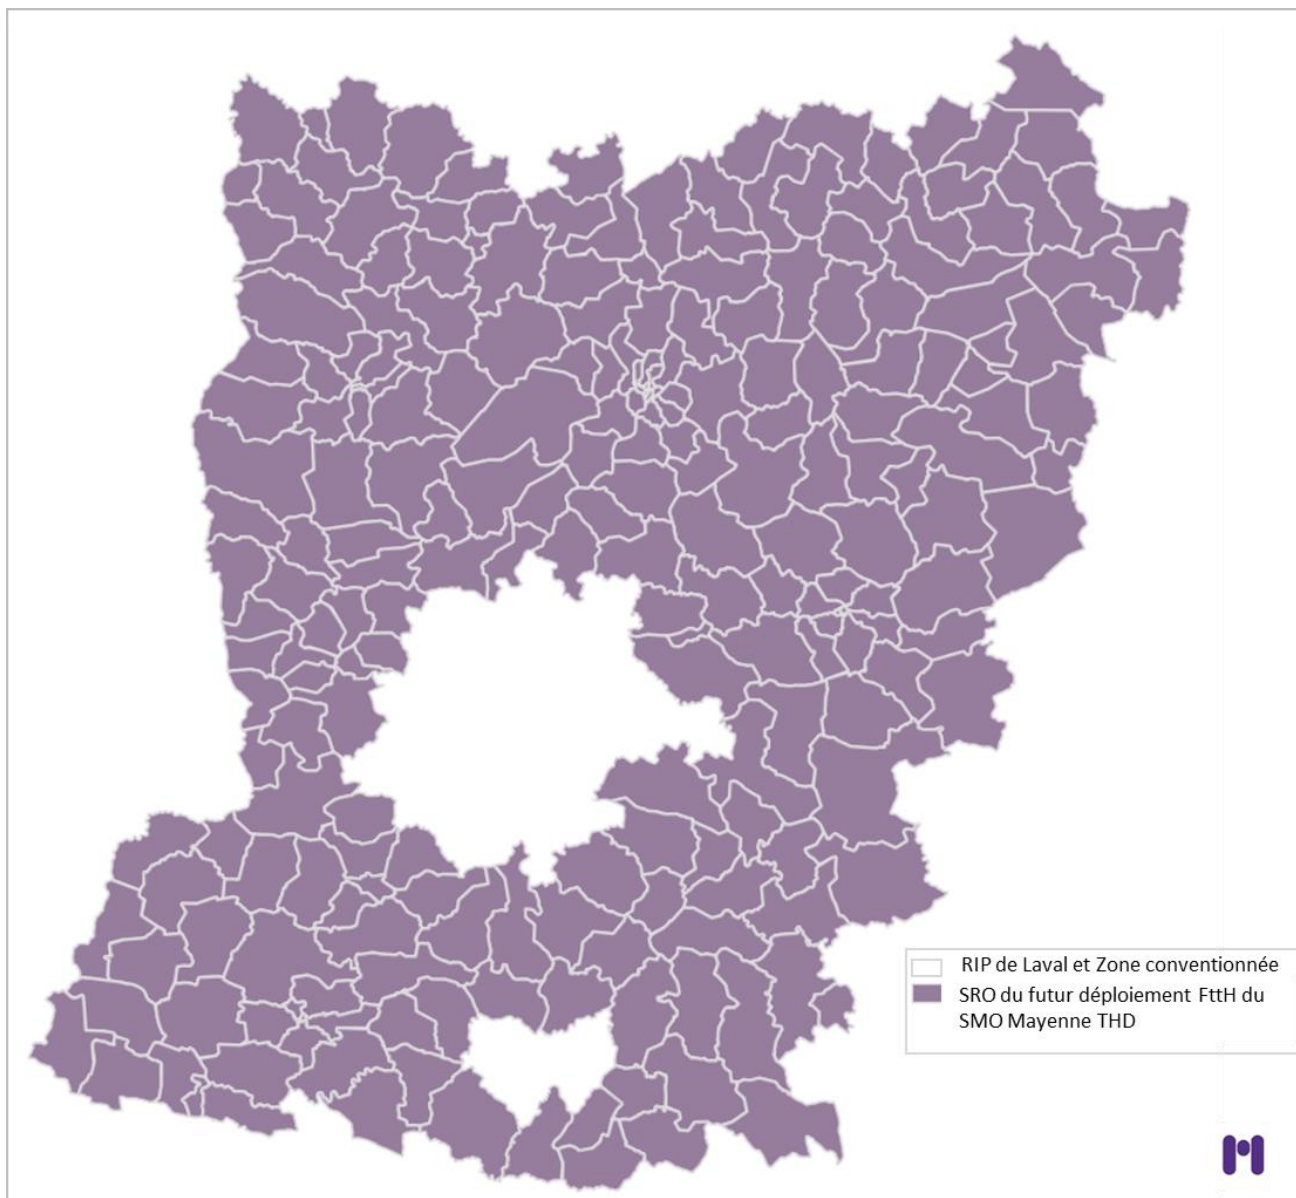 RIP de Laval et Zone conventionnée
SRO du futur déploiement FttH du
SMO Mayenne THD